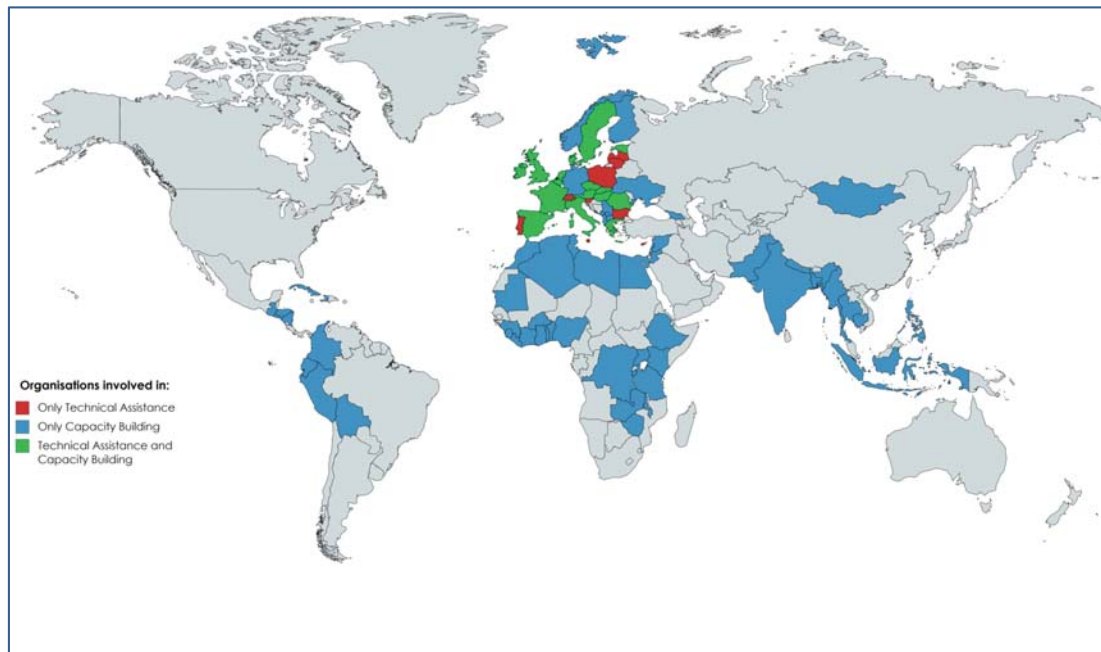 Organisations involved in:
Only Technical Assistance
Only Capacity Building
Technical Assistance and
Capacity Building